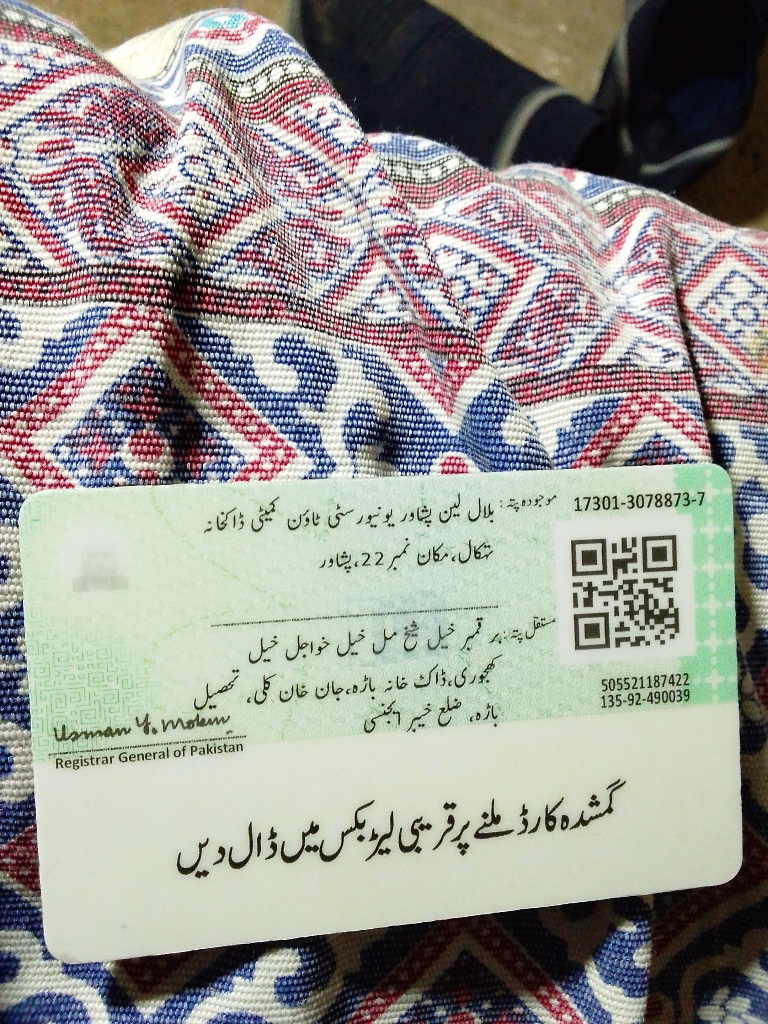 17301-3078873-7
موجودہ پتہ: بلال لین پشاور یونیورسٹی ٹاؤن کمیٹی ڈاکخانہ
تہکال، مکان نمبر 22، پشاور
مستقل پتہ: بر قمبر خیل شیخ مل خیل خواجل خیل
کھجوری، ڈاک خانہ باڑہ، جان خان کلی، تحصیل
باڑہ، ضلع خیبر ایجنسی
505521187422
135-92-490039
Usman Y. Mobin
Registrar General of Pakistan
گمشدہ کارڈ ملنے پر قریبی لیٹر بکس میں ڈال دیں